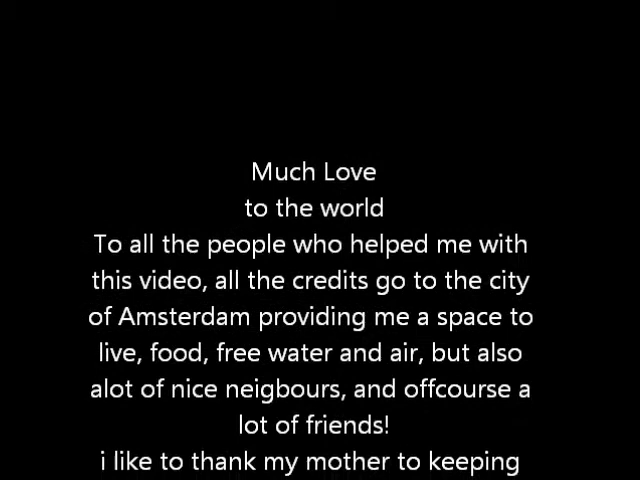 Much Love
to the world
To all the people who helped me with
this video, all the credits go to the city
of Amsterdam providing me a space to
live, food, free water and air, but also
alot of nice neigbours, and offcourse a
lot of friends!
i like to thank my mother to keeping